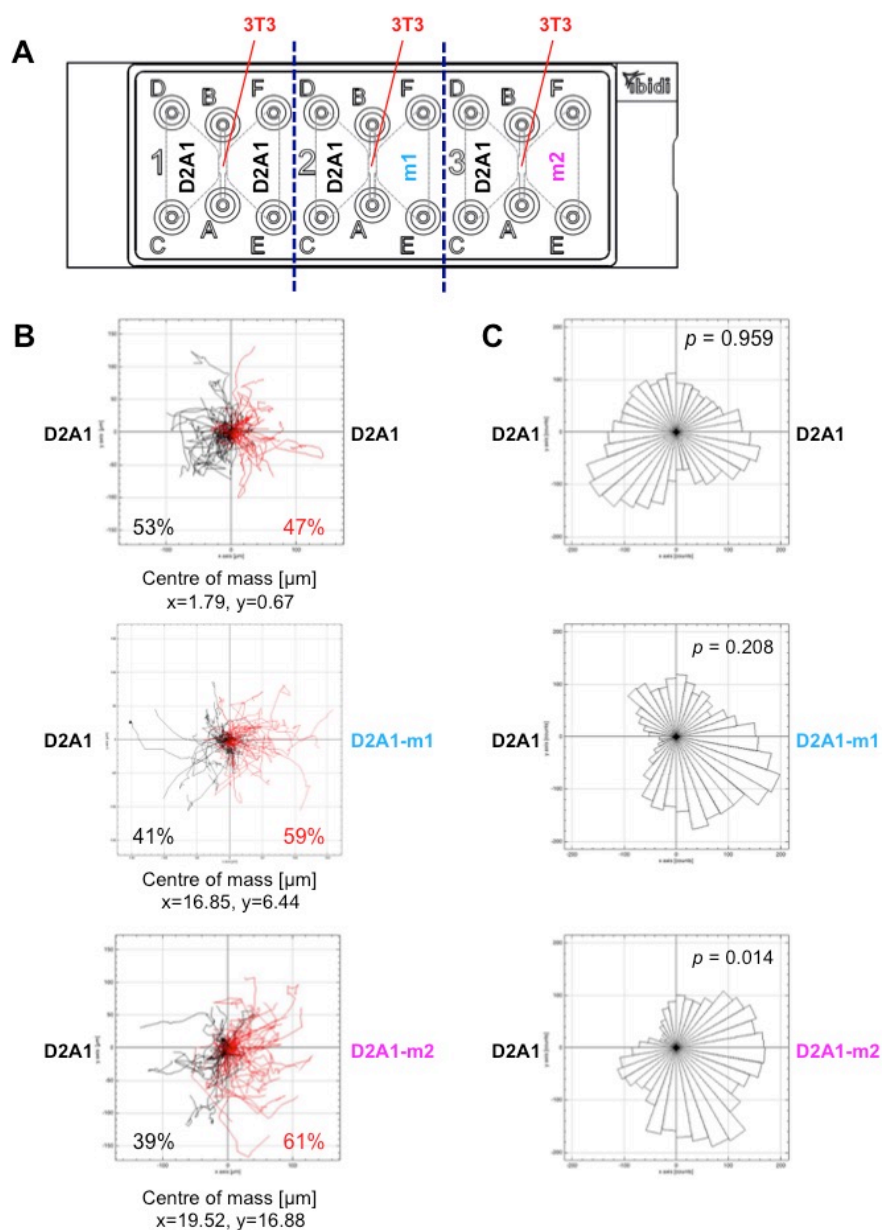 3T3 3T3 3T3
A
ibidi
D B F D B F D B F
1 D2A1 D2A1 2 D2A1 m1 3 D2A1 m2
C A E C A E C A E
B C
p = 0.959
D2A1 D2A1 D2A1 D2A1
53% 47%
Centre of mass [µm]
x=1.79, y=0.67
p = 0.208
D2A1 D2A1-m1 D2A1 D2A1-m1
41% 59%
Centre of mass [µm]
x=16.85, y=6.44
p = 0.014
D2A1 D2A1-m2 D2A1 D2A1-m2
39% 61%
Centre of mass [µm]
x=19.52, y=16.88